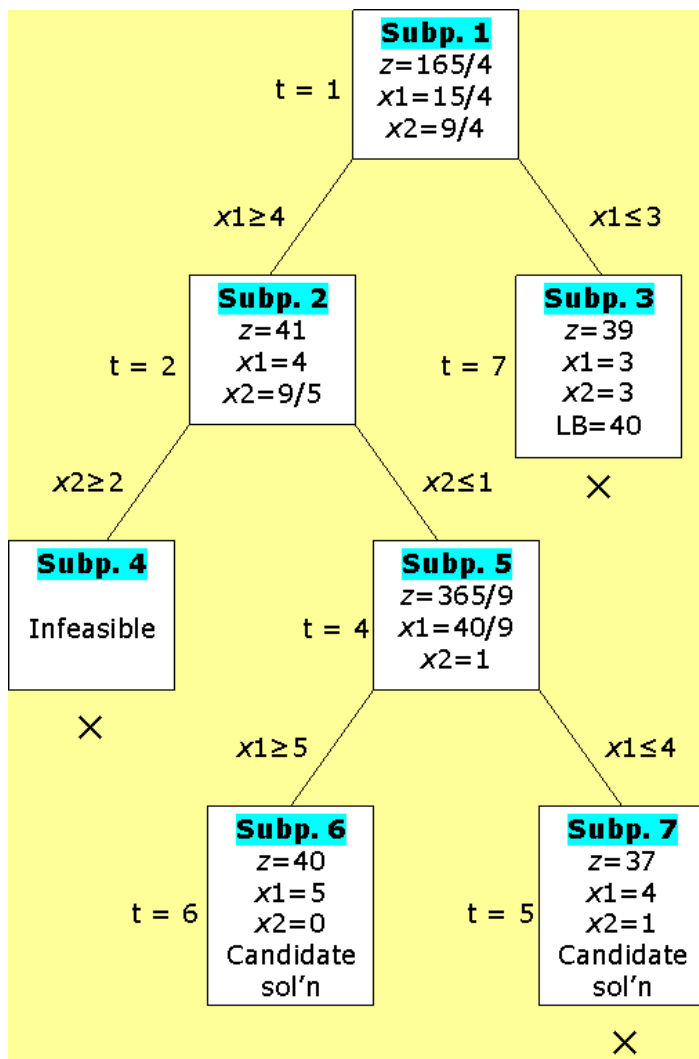 Subp. 1
z=165/4
t = 1
x1=15/4
x2=9/4
x1≥4
x1≤3
Subp. 2
z=41
t = 2
x1=4
x2=9/5
Subp. 3
z=39
t = 7
x1=3
x2=3
LB=40
×
x2≥2
x2≤1
Subp. 4
Infeasible
×
Subp. 5
z=365/9
t = 4
x1=40/9
x2=1
x1≥5
x1≤4
Subp. 6
z=40
x1=5
t = 6
x2=0
Candidate
sol’n
Subp. 7
z=37
x1=4
t = 5
x2=1
Candidate
sol’n
×